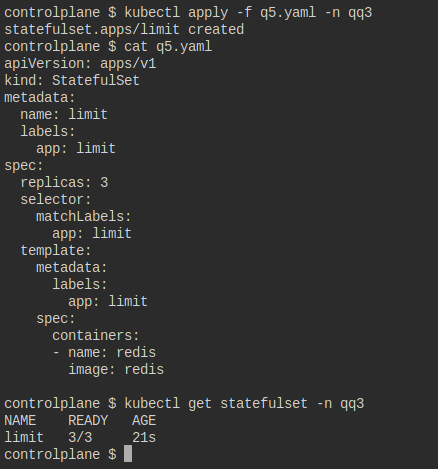 controlplane $ kubectl apply -f q5.yaml -n qq3
statefulset.apps/limit created
controlplane $ cat q5.yaml
apiVersion: apps/v1
kind: StatefulSet
metadata:
  name: limit
  labels:
    app: limit
spec:
  replicas: 3
  selector:
    matchLabels:
      app: limit
  template:
    metadata:
      labels:
        app: limit
    spec:
      containers:
      - name: redis
        image: redis

controlplane $ kubectl get statefulset -n qq3
NAME    READY   AGE
limit   3/3     21s
controlplane $